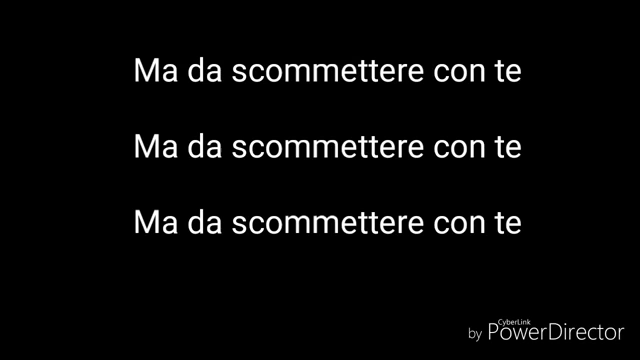 Ma da scommettere con te
Ma da scommettere con te
Ma da scommettere con te
CyberLink
by PowerDirector